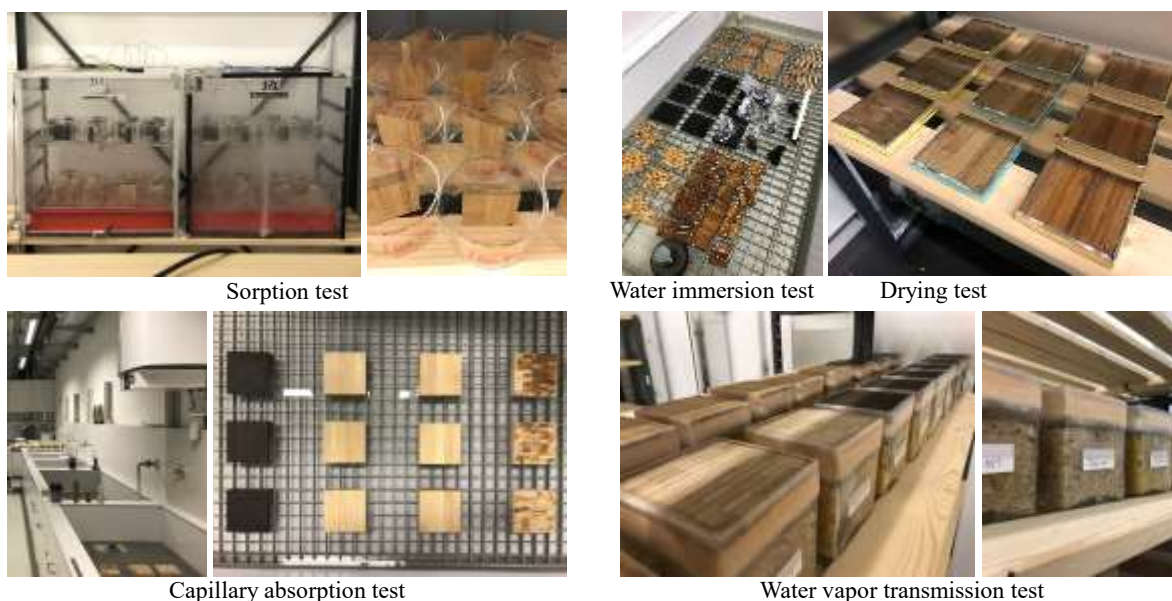 Sorption test
Water immersion test
Drying test
Capillary absorption test
Water vapor transmission test